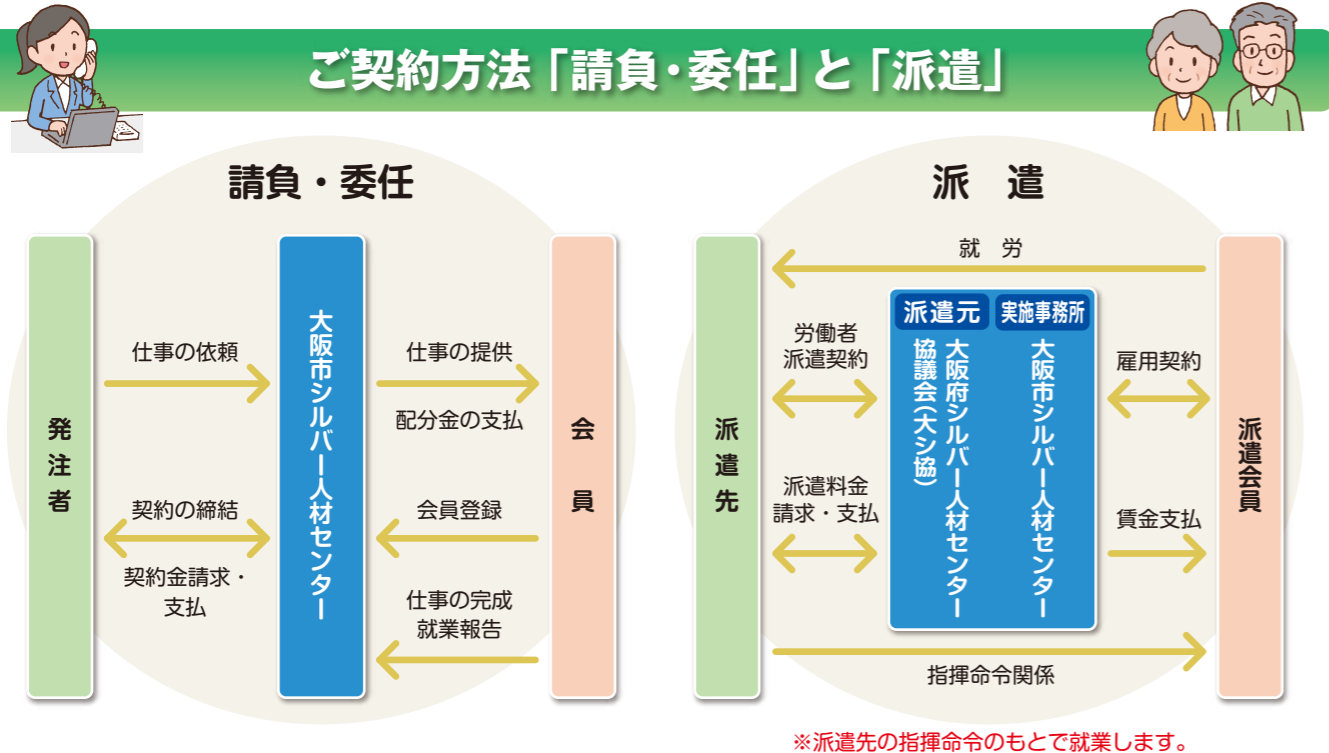 ご契約方法「請負・委任」と「派遣」
請負・委任
発注者
仕事の依頼
契約の締結
契約金請求・
支払
大阪市シルバー人材センター
仕事の提供
配分金の支払
会員登録
仕事の完成
就業報告
会員
派遣
就労
派遣先
労働者
派遣契約
派遣料金
請求・支払
派遣元
大阪府シルバー人材センター
協議会(大シ協)
実施事務所
大阪市シルバー人材センター
雇用契約
賃金支払
派遣会員
指揮命令関係
※派遣先の指揮命令のもとで就業します。